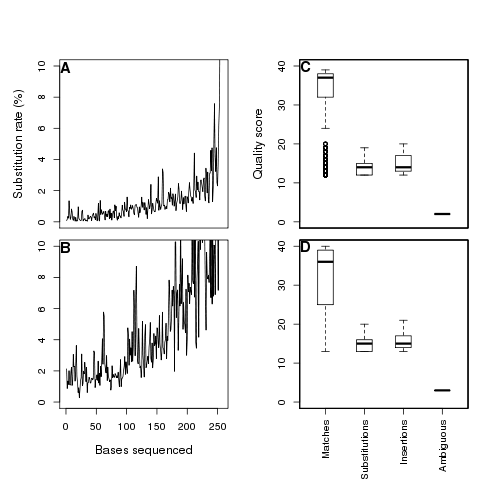 A
Substitution rate (%)
0 2 4 6 8 10
C
Quality score
0 10 20 30 40
B
0 2 4 6 8 10
0 50 100 150 200 250
Bases sequenced
D
0 10 20 30 40
Matches
Substitutions
Insertions
Ambiguous